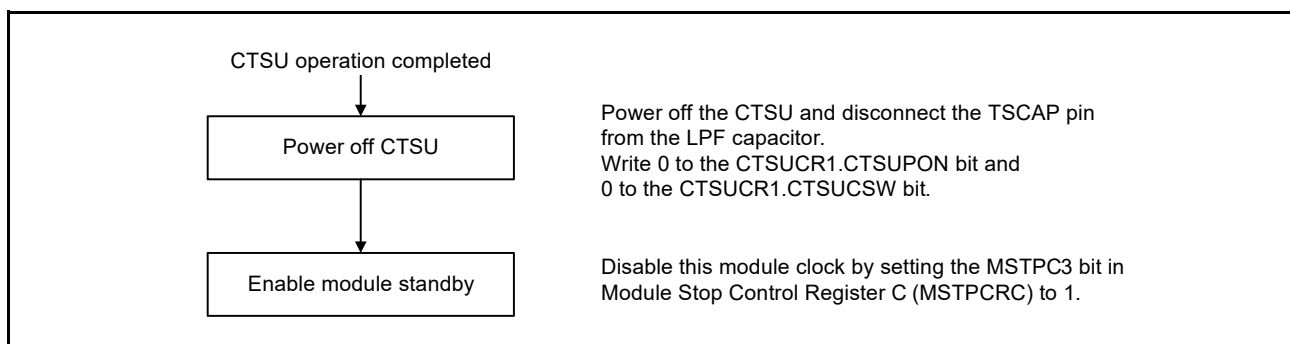 CTSU operation completed
Power off CTSU
Power off the CTSU and disconnect the TSCAP pin
from the LPF capacitor.
Write 0 to the CTSUCR1.CTSUPON bit and
0 to the CTSUCR1.CTSUCSW bit.
Enable module standby
Disable this module clock by setting the MSTPC3 bit in
Module Stop Control Register C (MSTPCRC) to 1.